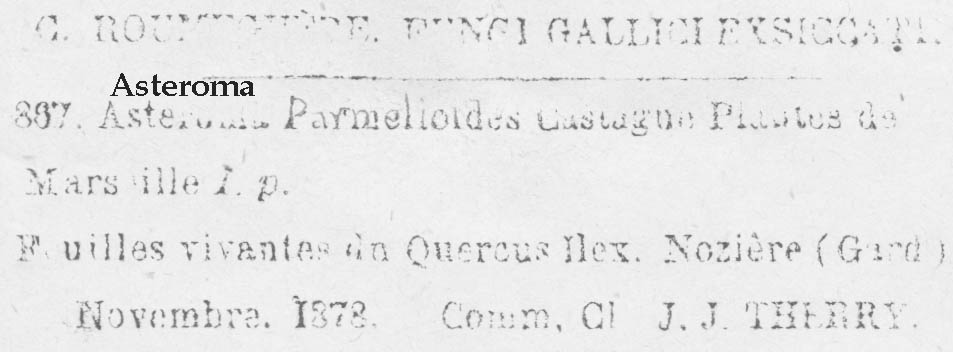 C. ROUMEGUÈRE. FUNGI GALLICI EXSICCATI.
Asteroma
887. Asteroma Parmelioides Castagne Plantes de
Marseille I. p.
Feuilles vivantes du Quercus Ilex. Nozière (Gard)
Novembre. 1878. Comm, Cl J. J. THERRY.